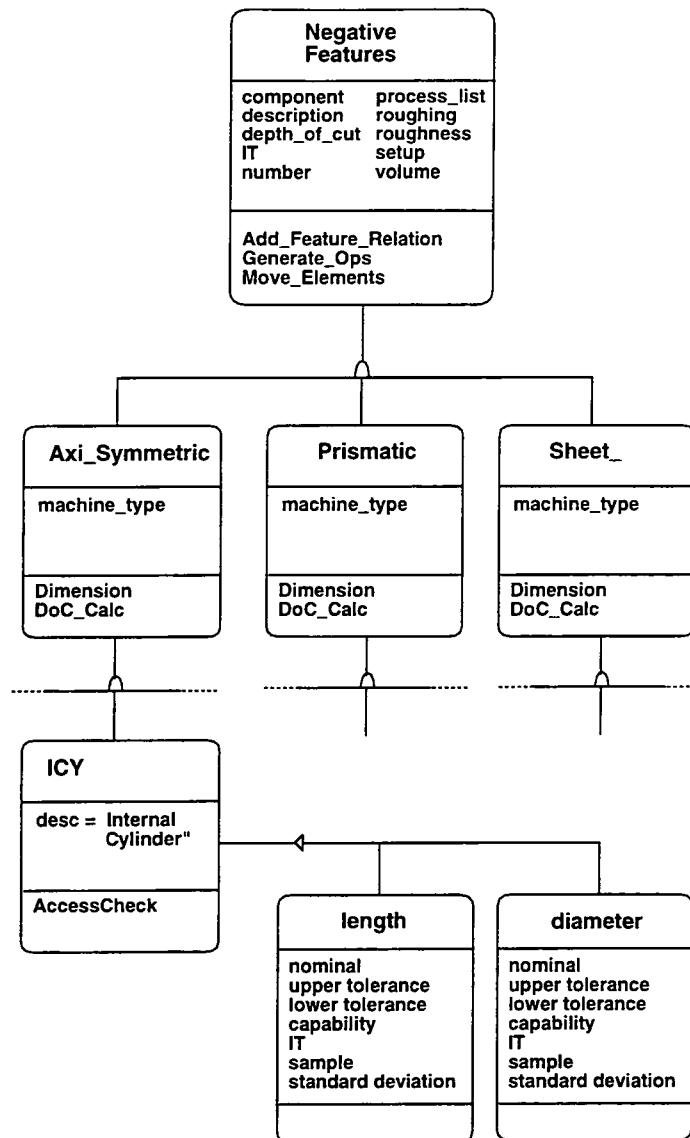 Negative
Features
component process_list
description roughing
depth_of_cut roughness
IT setup
number volume
Add_Feature_Relation
Generate_Ops
Move_Elements
Axi_Symmetric
machine_type
Dimension
DoC_Calc
Prismatic
machine_type
Dimension
DoC_Calc
Sheet_
machine_type
Dimension
DoC_Calc
ICY
desc = Internal
Cylinder"
AccessCheck
length
nominal
upper tolerance
lower tolerance
capability
IT
sample
standard deviation
diameter
nominal
upper tolerance
lower tolerance
capability
IT
sample
standard deviation